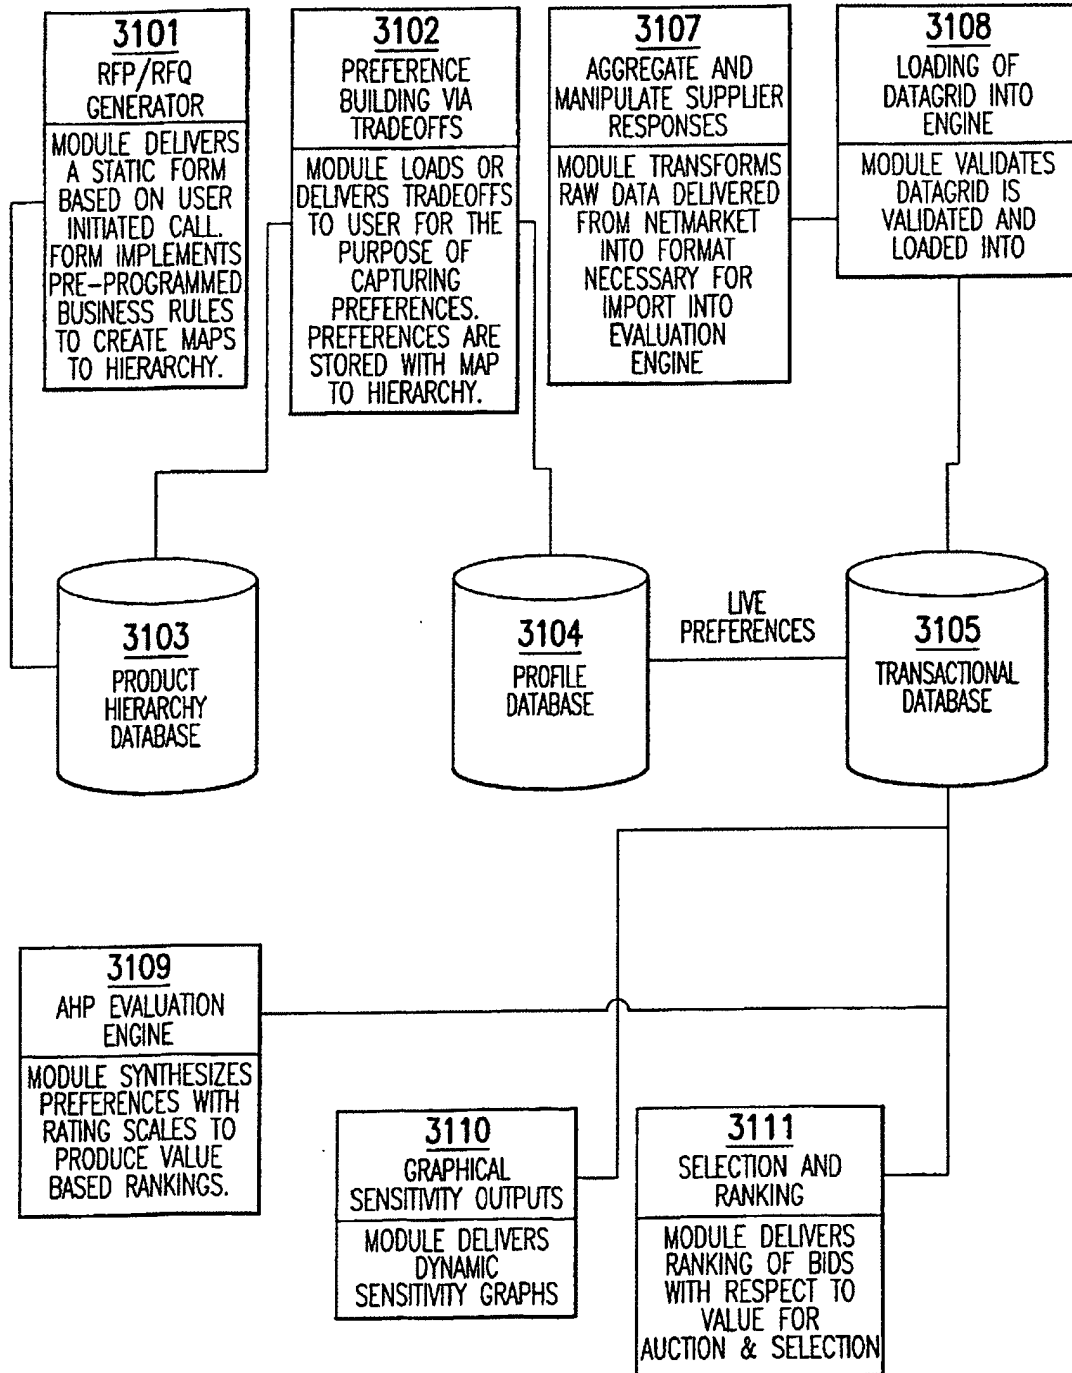 3101
RFP/RFQ
GENERATOR
MODULE DELIVERS
A STATIC FORM
BASED ON USER
INITIATED CALL.
FORM IMPLEMENTS
PRE-PROGRAMMED
BUSINESS RULES
TO CREATE MAPS
TO HIERARCHY.
3102
PREFERENCE
BUILDING VIA
TRADEOFFS
MODULE LOADS OR
DELIVERS TRADEOFFS
TO USER FOR THE
PURPOSE OF
CAPTURING
PREFERENCES.
PREFERENCES ARE
STORED WITH MAP
TO HIERARCHY.
3107
AGGREGATE AND
MANIPULATE SUPPLIER
RESPONSES
MODULE TRANSFORMS
RAW DATA DELIVERED
FROM NETMARKET
INTO FORMAT
NECESSARY FOR
IMPORT INTO
EVALUATION
ENGINE
3108
LOADING OF
DATAGRID INTO
ENGINE
MODULE VALIDATES
DATAGRID IS
VALIDATED AND
LOADED INTO
3103
PRODUCT
HIERARCHY
DATABASE
3104
PROFILE
DATABASE
LIVE
PREFERENCES
3105
TRANSACTIONAL
DATABASE
3109
AHP EVALUATION
ENGINE
MODULE SYNTHESIZES
PREFERENCES WITH
RATING SCALES TO
PRODUCE VALUE
BASED RANKINGS.
3110
GRAPHICAL
SENSITIVITY OUTPUTS
MODULE DELIVERS
DYNAMIC
SENSITIVITY GRAPHS
3111
SELECTION AND
RANKING
MODULE DELIVERS
RANKING OF BIDS
WITH RESPECT TO
VALUE FOR
AUCTION & SELECTION